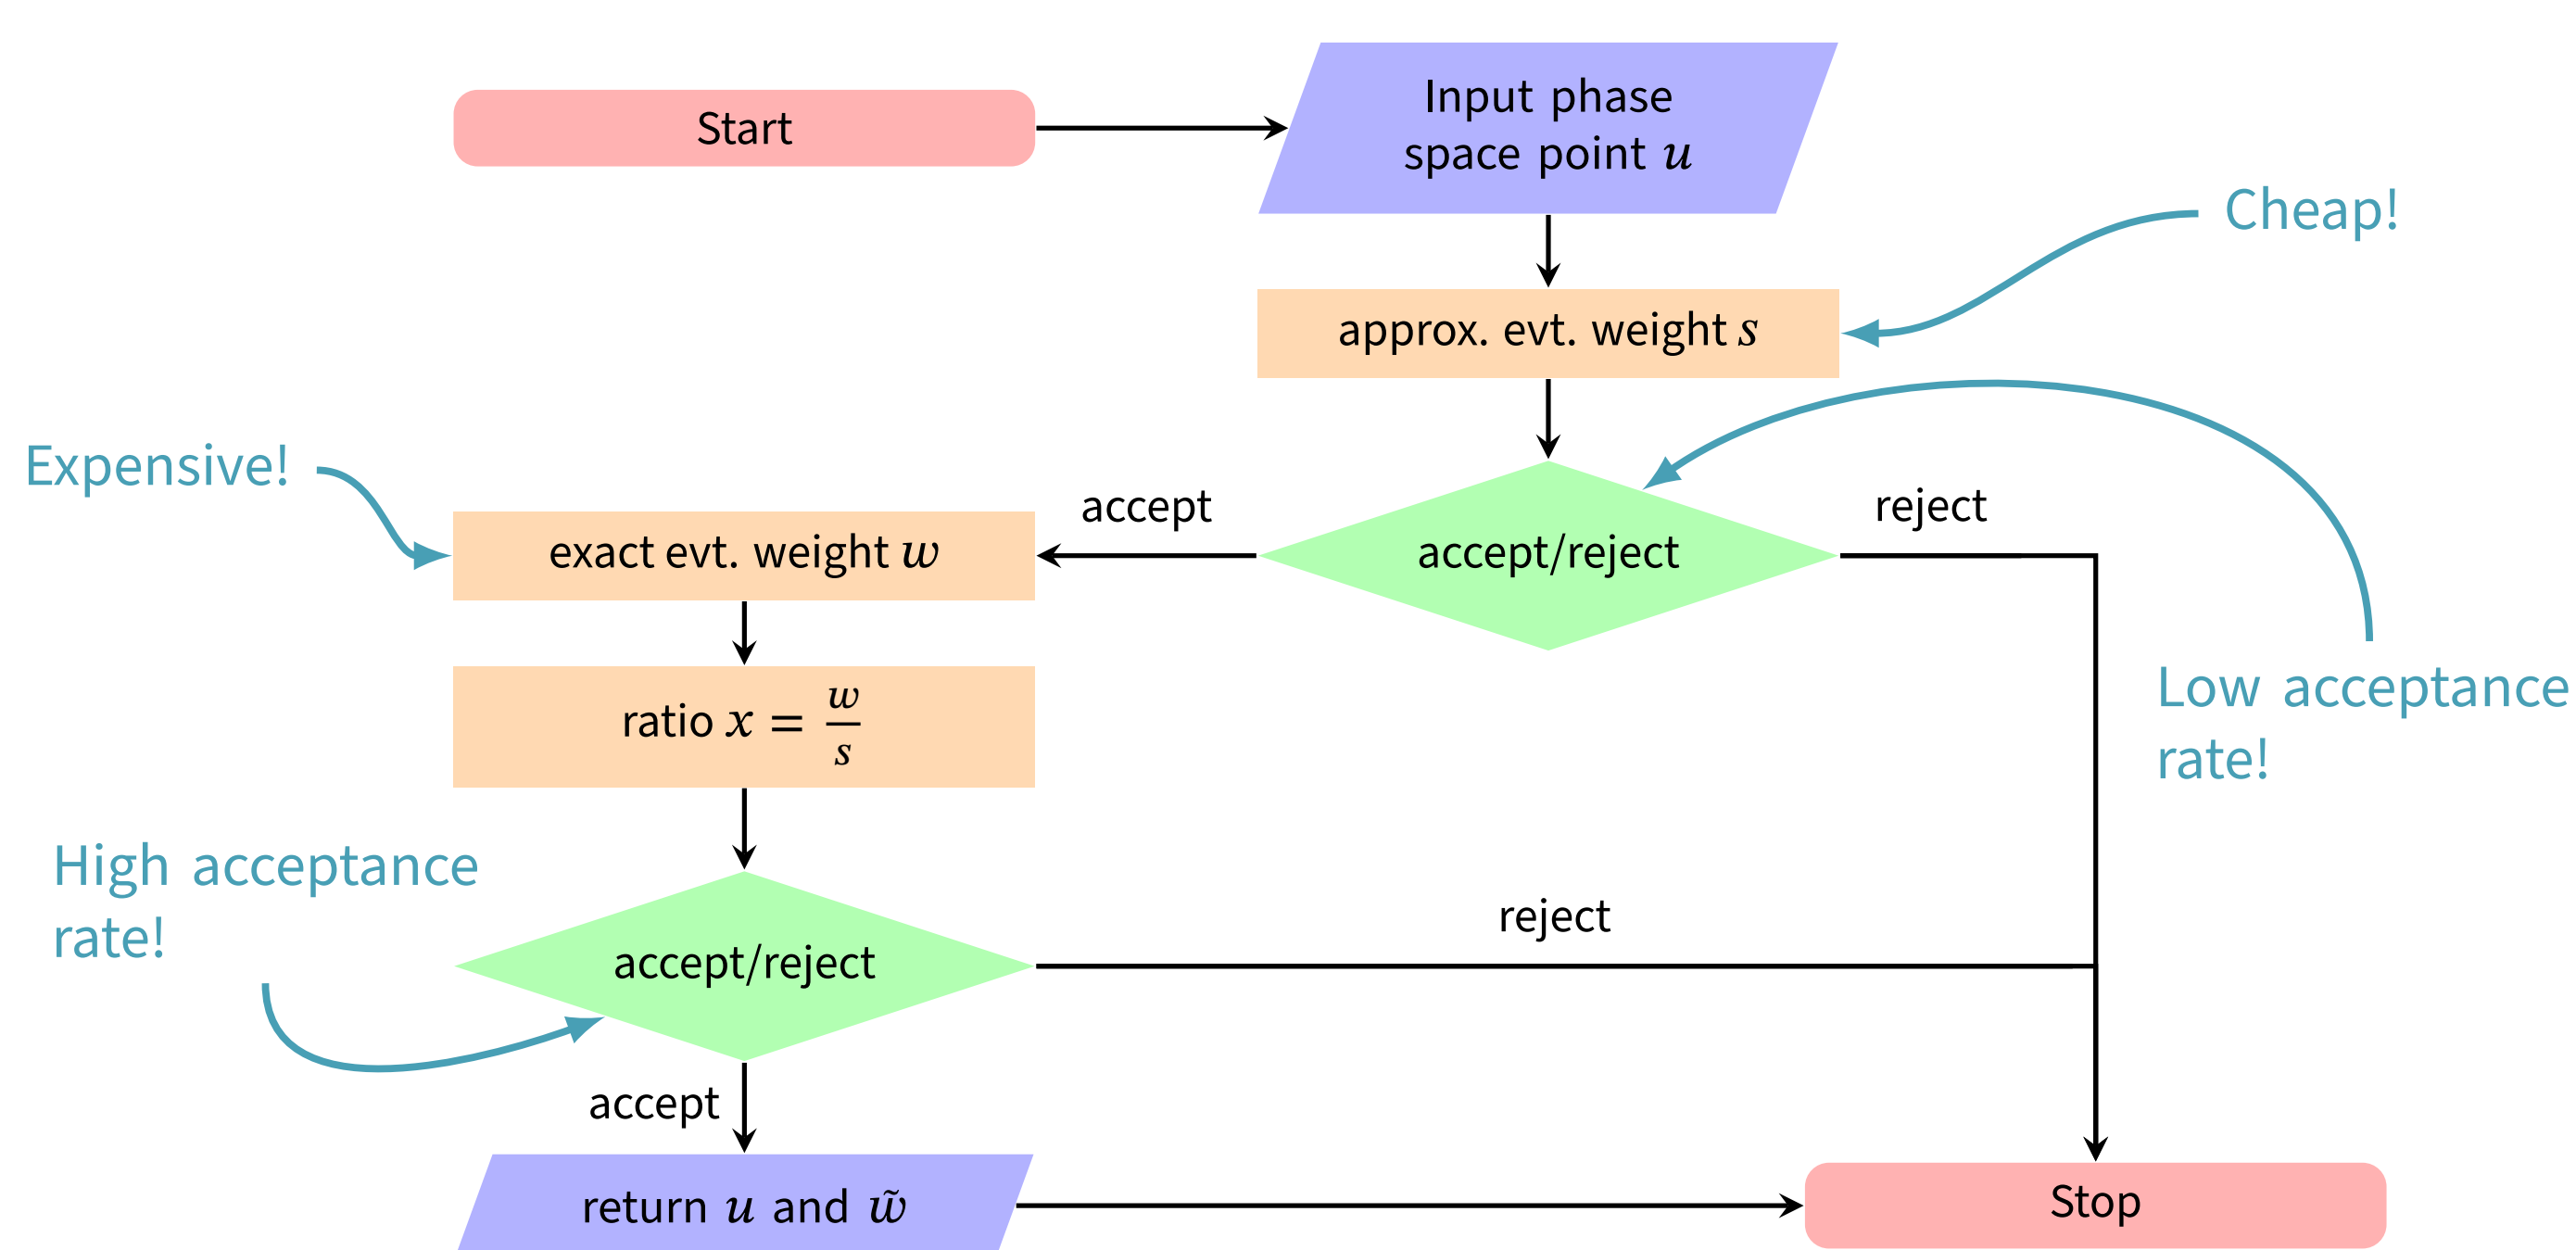 Start
Input phase
space point u
Cheap!
approx. evt. weight s
Expensive!
accept
reject
exact evt. weight w
accept/reject
Low acceptance
rate!
ratio x = w/s
High acceptance
rate!
reject
accept/reject
accept
return u and w̃
Stop